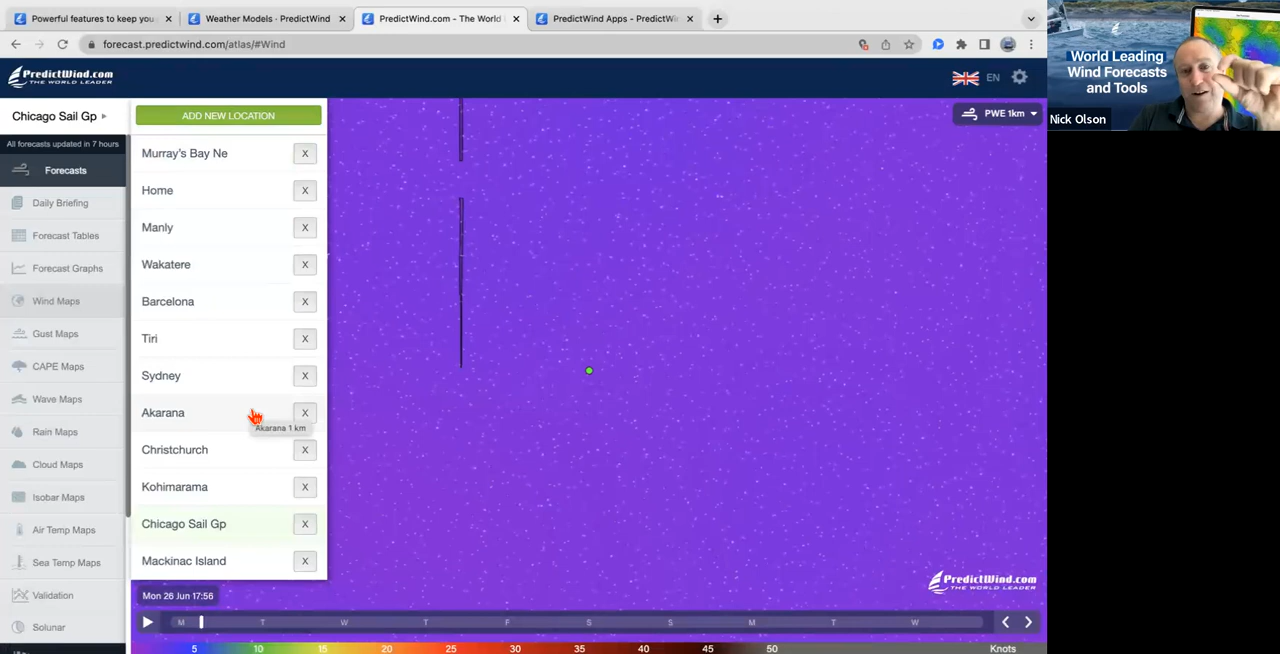 Powerful features to keep you
Weather Models - PredictWind
PredictWind.com - The World
PredictWind Apps - PredictWi
forecast.predictwind.com/atlas/#Wind
PredictWind.com
THE WORLD LEADER
EN
Chicago Sail Gp
All forecasts updated in 7 hours
Forecasts
Daily Briefing
Forecast Tables
Forecast Graphs
Wind Maps
Gust Maps
CAPE Maps
Wave Maps
Rain Maps
Cloud Maps
Isobar Maps
Air Temp Maps
Sea Temp Maps
Validation
Solunar
ADD NEW LOCATION
Murray's Bay Ne X
Home X
Manly X
Wakatere X
Barcelona X
Tiri X
Sydney X
Akarana X
Akarana 1 km
Christchurch X
Kohimarama X
Chicago Sail Gp X
Mackinac Island X
PWE 1km
PredictWind.com
THE WORLD LEADER
Mon 26 Jun 17:56
M T W T F S S M T W
5 10 15 20 25 30 35 40 45 50 Knots
World Leading
Wind Forecasts
and Tools
Nick Olson